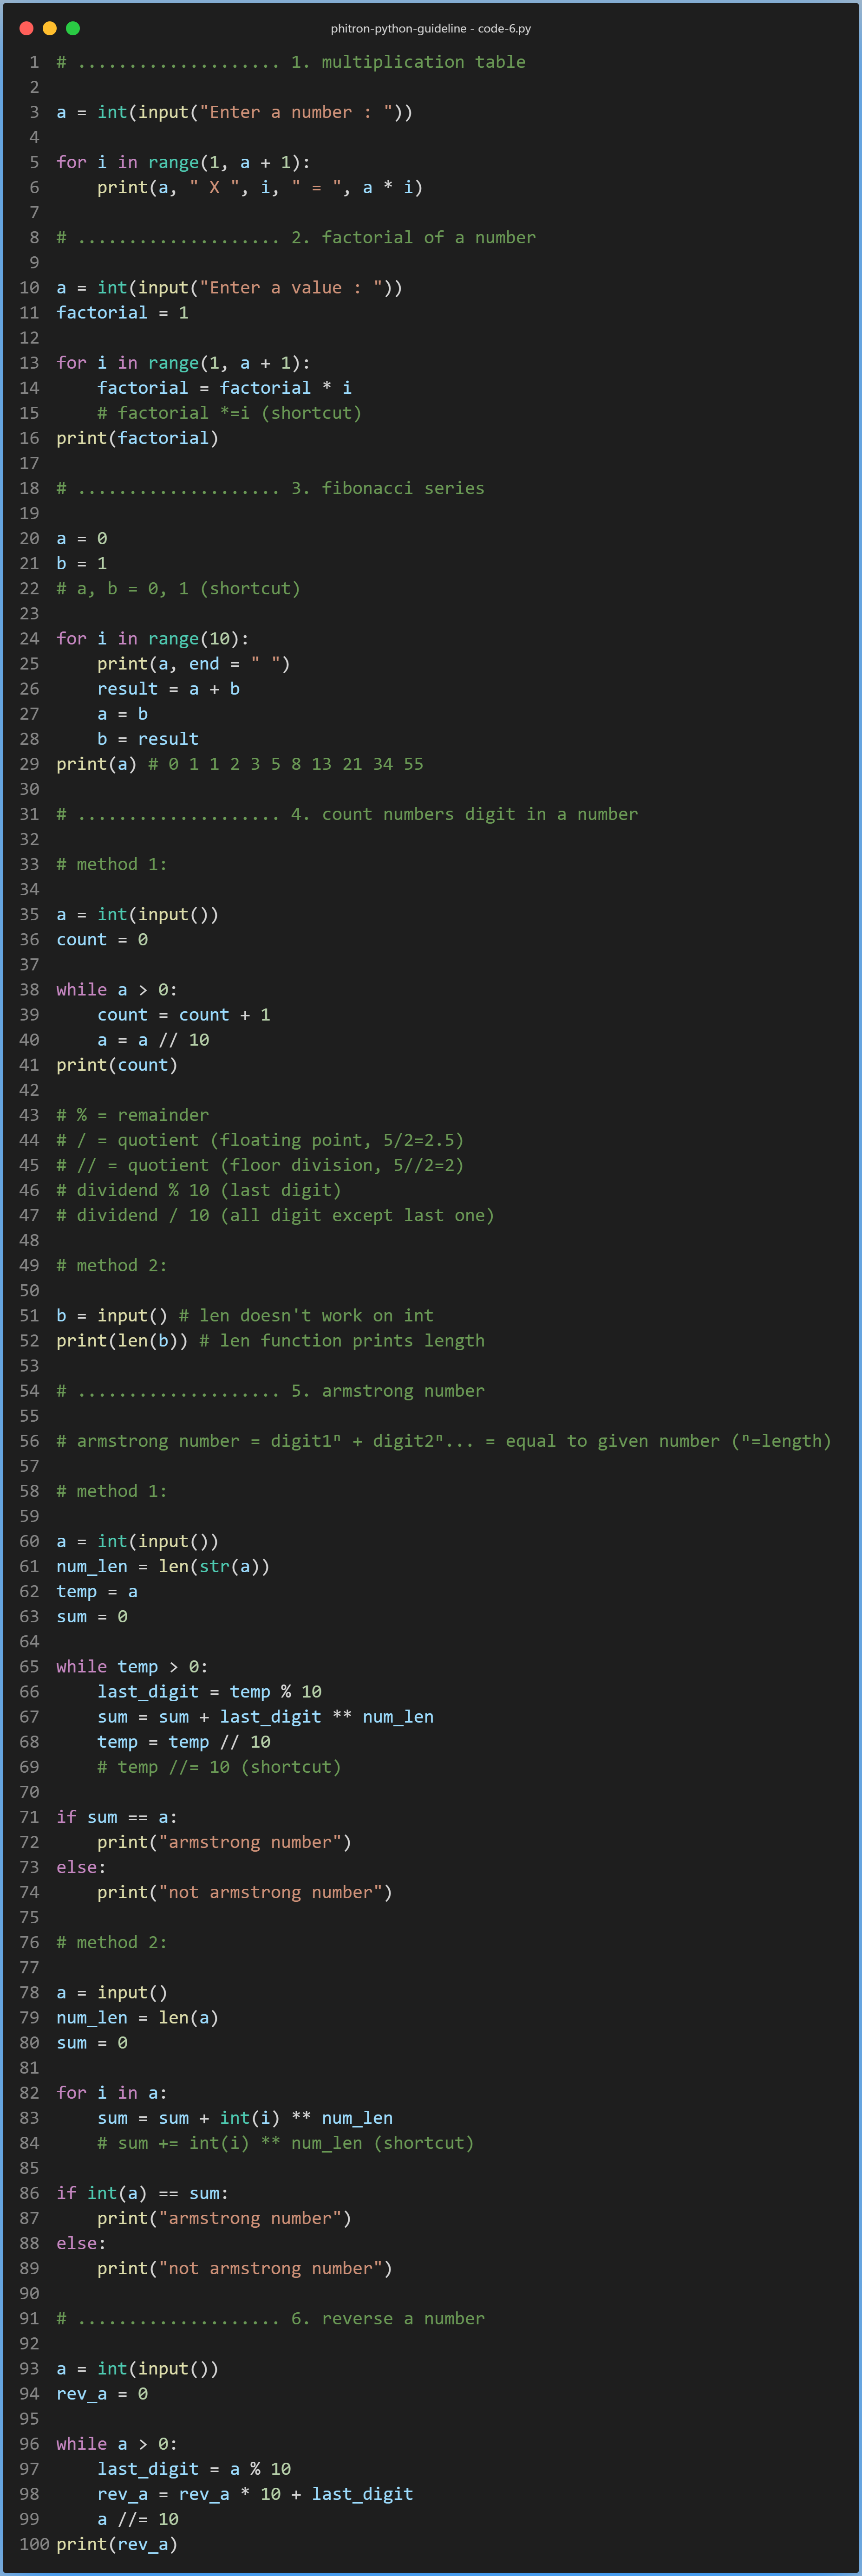 phitron-python-guideline - code-6.py
1 # .................... 1. multiplication table
2
3 a = int(input("Enter a number : "))
4
5 for i in range(1, a + 1):
6     print(a, " X ", i, " = ", a * i)
7
8 # .................... 2. factorial of a number
9
10 a = int(input("Enter a value : "))
11 factorial = 1
12
13 for i in range(1, a + 1):
14     factorial = factorial * i
15     # factorial *=i (shortcut)
16 print(factorial)
17
18 # .................... 3. fibonacci series
19
20 a = 0
21 b = 1
22 # a, b = 0, 1 (shortcut)
23
24 for i in range(10):
25     print(a, end = " ")
26     result = a + b
27     a = b
28     b = result
29 print(a) # 0 1 1 2 3 5 8 13 21 34 55
30
31 # .................... 4. count numbers digit in a number
32
33 # method 1:
34
35 a = int(input())
36 count = 0
37
38 while a > 0:
39     count = count + 1
40     a = a // 10
41 print(count)
42
43 # % = remainder
44 # / = quotient (floating point, 5/2=2.5)
45 # // = quotient (floor division, 5//2=2)
46 # dividend % 10 (last digit)
47 # dividend / 10 (all digit except last one)
48
49 # method 2:
50
51 b = input() # len doesn't work on int
52 print(len(b)) # len function prints length
53
54 # .................... 5. armstrong number
55
56 # armstrong number = digit1ⁿ + digit2ⁿ... = equal to given number (ⁿ=length)
57
58 # method 1:
59
60 a = int(input())
61 num_len = len(str(a))
62 temp = a
63 sum = 0
64
65 while temp > 0:
66     last_digit = temp % 10
67     sum = sum + last_digit ** num_len
68     temp = temp // 10
69     # temp //= 10 (shortcut)
70
71 if sum == a:
72     print("armstrong number")
73 else:
74     print("not armstrong number")
75
76 # method 2:
77
78 a = input()
79 num_len = len(a)
80 sum = 0
81
82 for i in a:
83     sum = sum + int(i) ** num_len
84     # sum += int(i) ** num_len (shortcut)
85
86 if int(a) == sum:
87     print("armstrong number")
88 else:
89     print("not armstrong number")
90
91 # .................... 6. reverse a number
92
93 a = int(input())
94 rev_a = 0
95
96 while a > 0:
97     last_digit = a % 10
98     rev_a = rev_a * 10 + last_digit
99     a //= 10
100 print(rev_a)